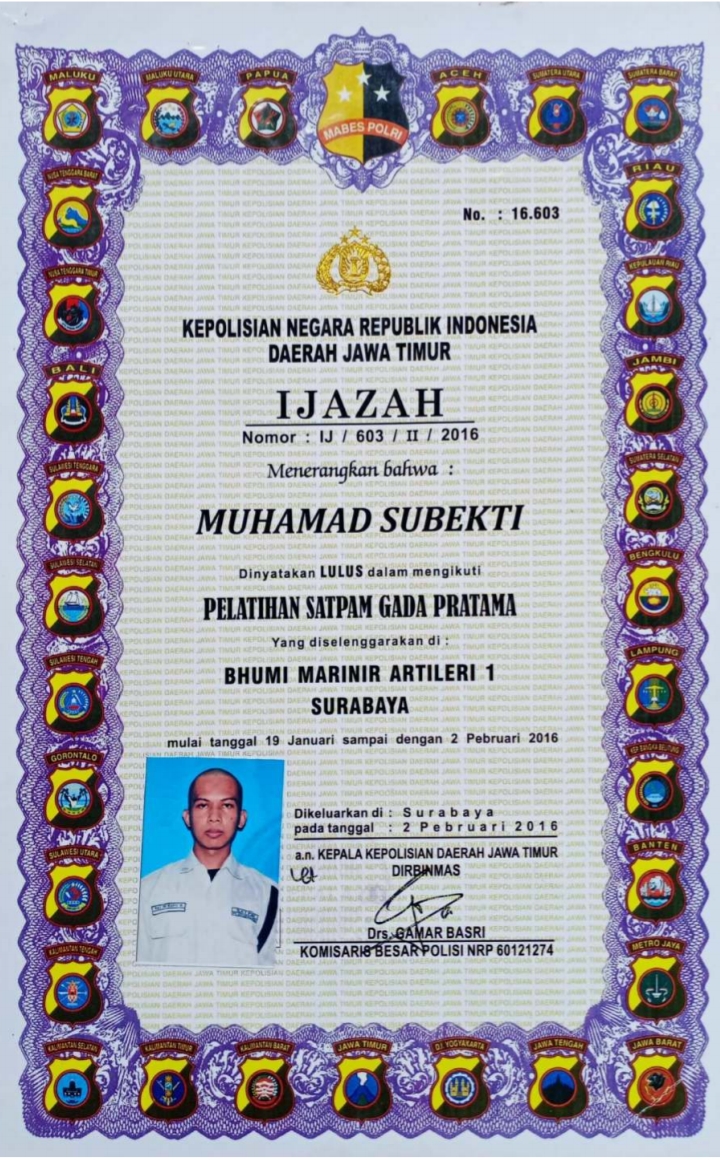 MALUKU
MALUKU UTARA
PAPUA
MABES POLRI
ACEH
SUMATERA UTARA
SUMATERA BARAT
NUSA TENGGARA BARAT
RIAU
No. : 16.603
NUSA TENGGARA TIMUR
KEPULAUAN RIAU
KEPOLISIAN NEGARA REPUBLIK INDONESIA
DAERAH JAWA TIMUR
BALI
JAMBI
IJAZAH
Nomor : IJ / 603 / II / 2016
Menerangkan bahwa :
SULAWESI TENGGARA
SUMATERA SELATAN
MUHAMAD SUBEKTI
SULAWESI SELATAN
BENGKULU
Dinyatakan LULUS dalam mengikuti
PELATIHAN SATPAM GADA PRATAMA
Yang diselenggarakan di :
SULAWESI TENGAH
LAMPUNG
BHUMI MARINIR ARTILERI 1
SURABAYA
mulai tanggal 19 Januari sampai dengan 2 Pebruari 2016
GORONTALO
KEP. BANGKA BELITUNG
Dikeluarkan di : Surabaya
pada tanggal : 2 Pebruari 2016
SULAWESI UTARA
BANTEN
a.n. KEPALA KEPOLISIAN DAERAH JAWA TIMUR
DIRBINMAS
Drs. GAMAR BASRI
KOMISARIS BESAR POLISI NRP 60121274
KALIMANTAN TENGAH
METRO JAYA
KALIMANTAN SELATAN
KALIMANTAN TIMUR
KALIMANTAN BARAT
JAWA TIMUR
D.I. YOGYAKARTA
JAWA TENGAH
JAWA BARAT